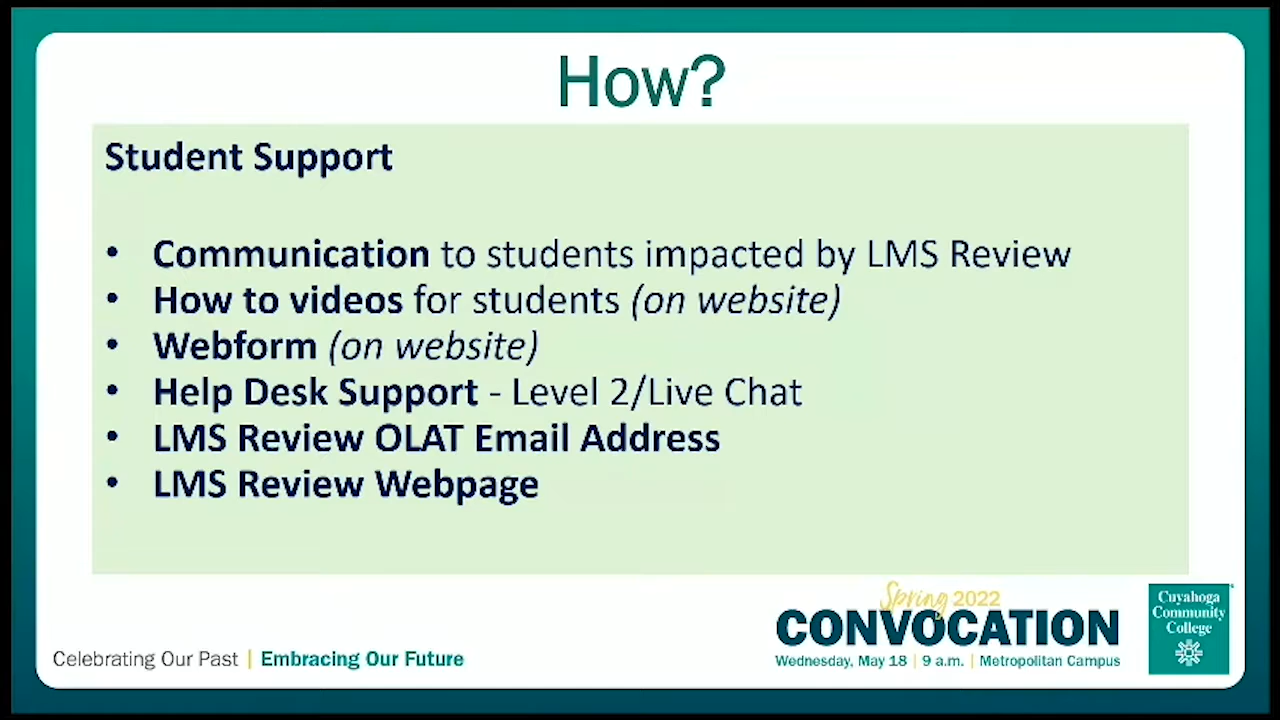 How?
Student Support
• Communication to students impacted by LMS Review
• How to videos for students (on website)
• Webform (on website)
• Help Desk Support - Level 2/Live Chat
• LMS Review OLAT Email Address
• LMS Review Webpage
Spring 2022
CONVOCATION
Wednesday, May 18 | 9 a.m. | Metropolitan Campus
Cuyahoga
Community
College
Celebrating Our Past | Embracing Our Future